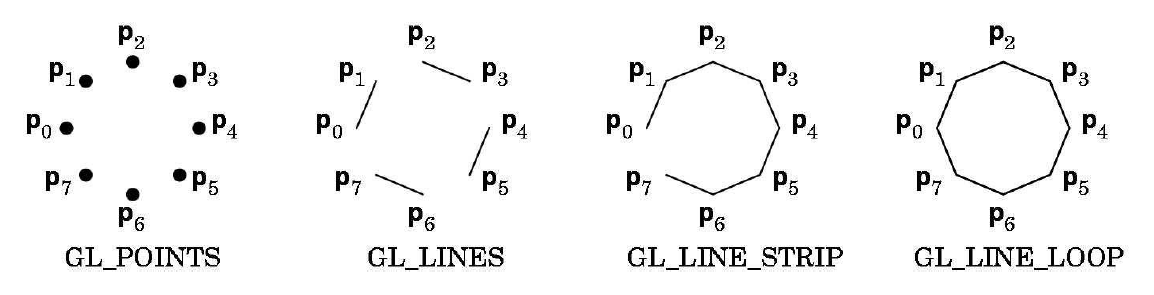 p2 p2 p2 p2
p1 p3 p1 p3 p1 p3 p1 p3
p0 p4 p0 p4 p0 p4 p0 p4
p7 p5 p7 p5 p7 p5 p7 p5
p6 p6 p6 p6
GL_POINTS GL_LINES GL_LINE_STRIP GL_LINE_LOOP